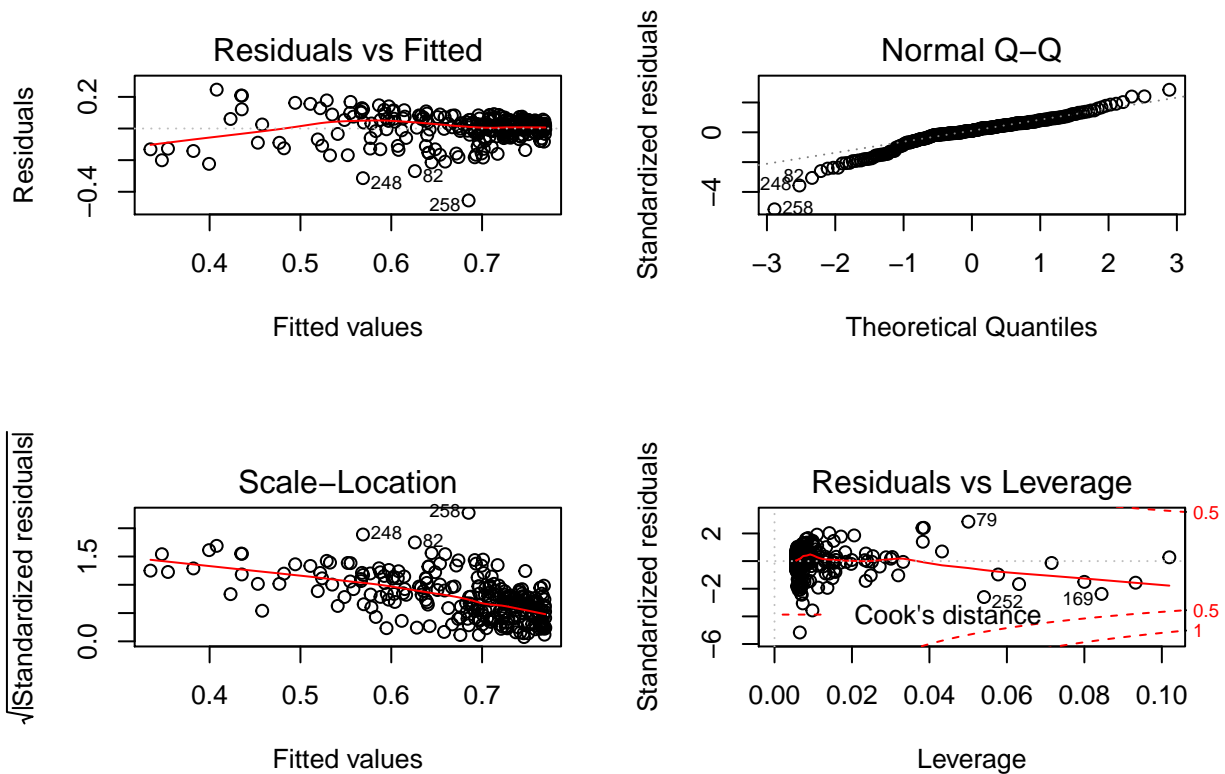 Residuals vs Fitted
Residuals
0.2
−0.4
248
82
258
0.4 0.5 0.6 0.7
Fitted values
Normal Q−Q
Standardized residuals
0
−4
82
248
258
−3 −2 −1 0 1 2 3
Theoretical Quantiles
Scale−Location
√|Standardized residuals|
1.5
0.0
258
248
82
0.4 0.5 0.6 0.7
Fitted values
Residuals vs Leverage
Standardized residuals
2
−2
−6
79
252
169
Cook's distance
0.5
0.5
1
0.00 0.02 0.04 0.06 0.08 0.10
Leverage